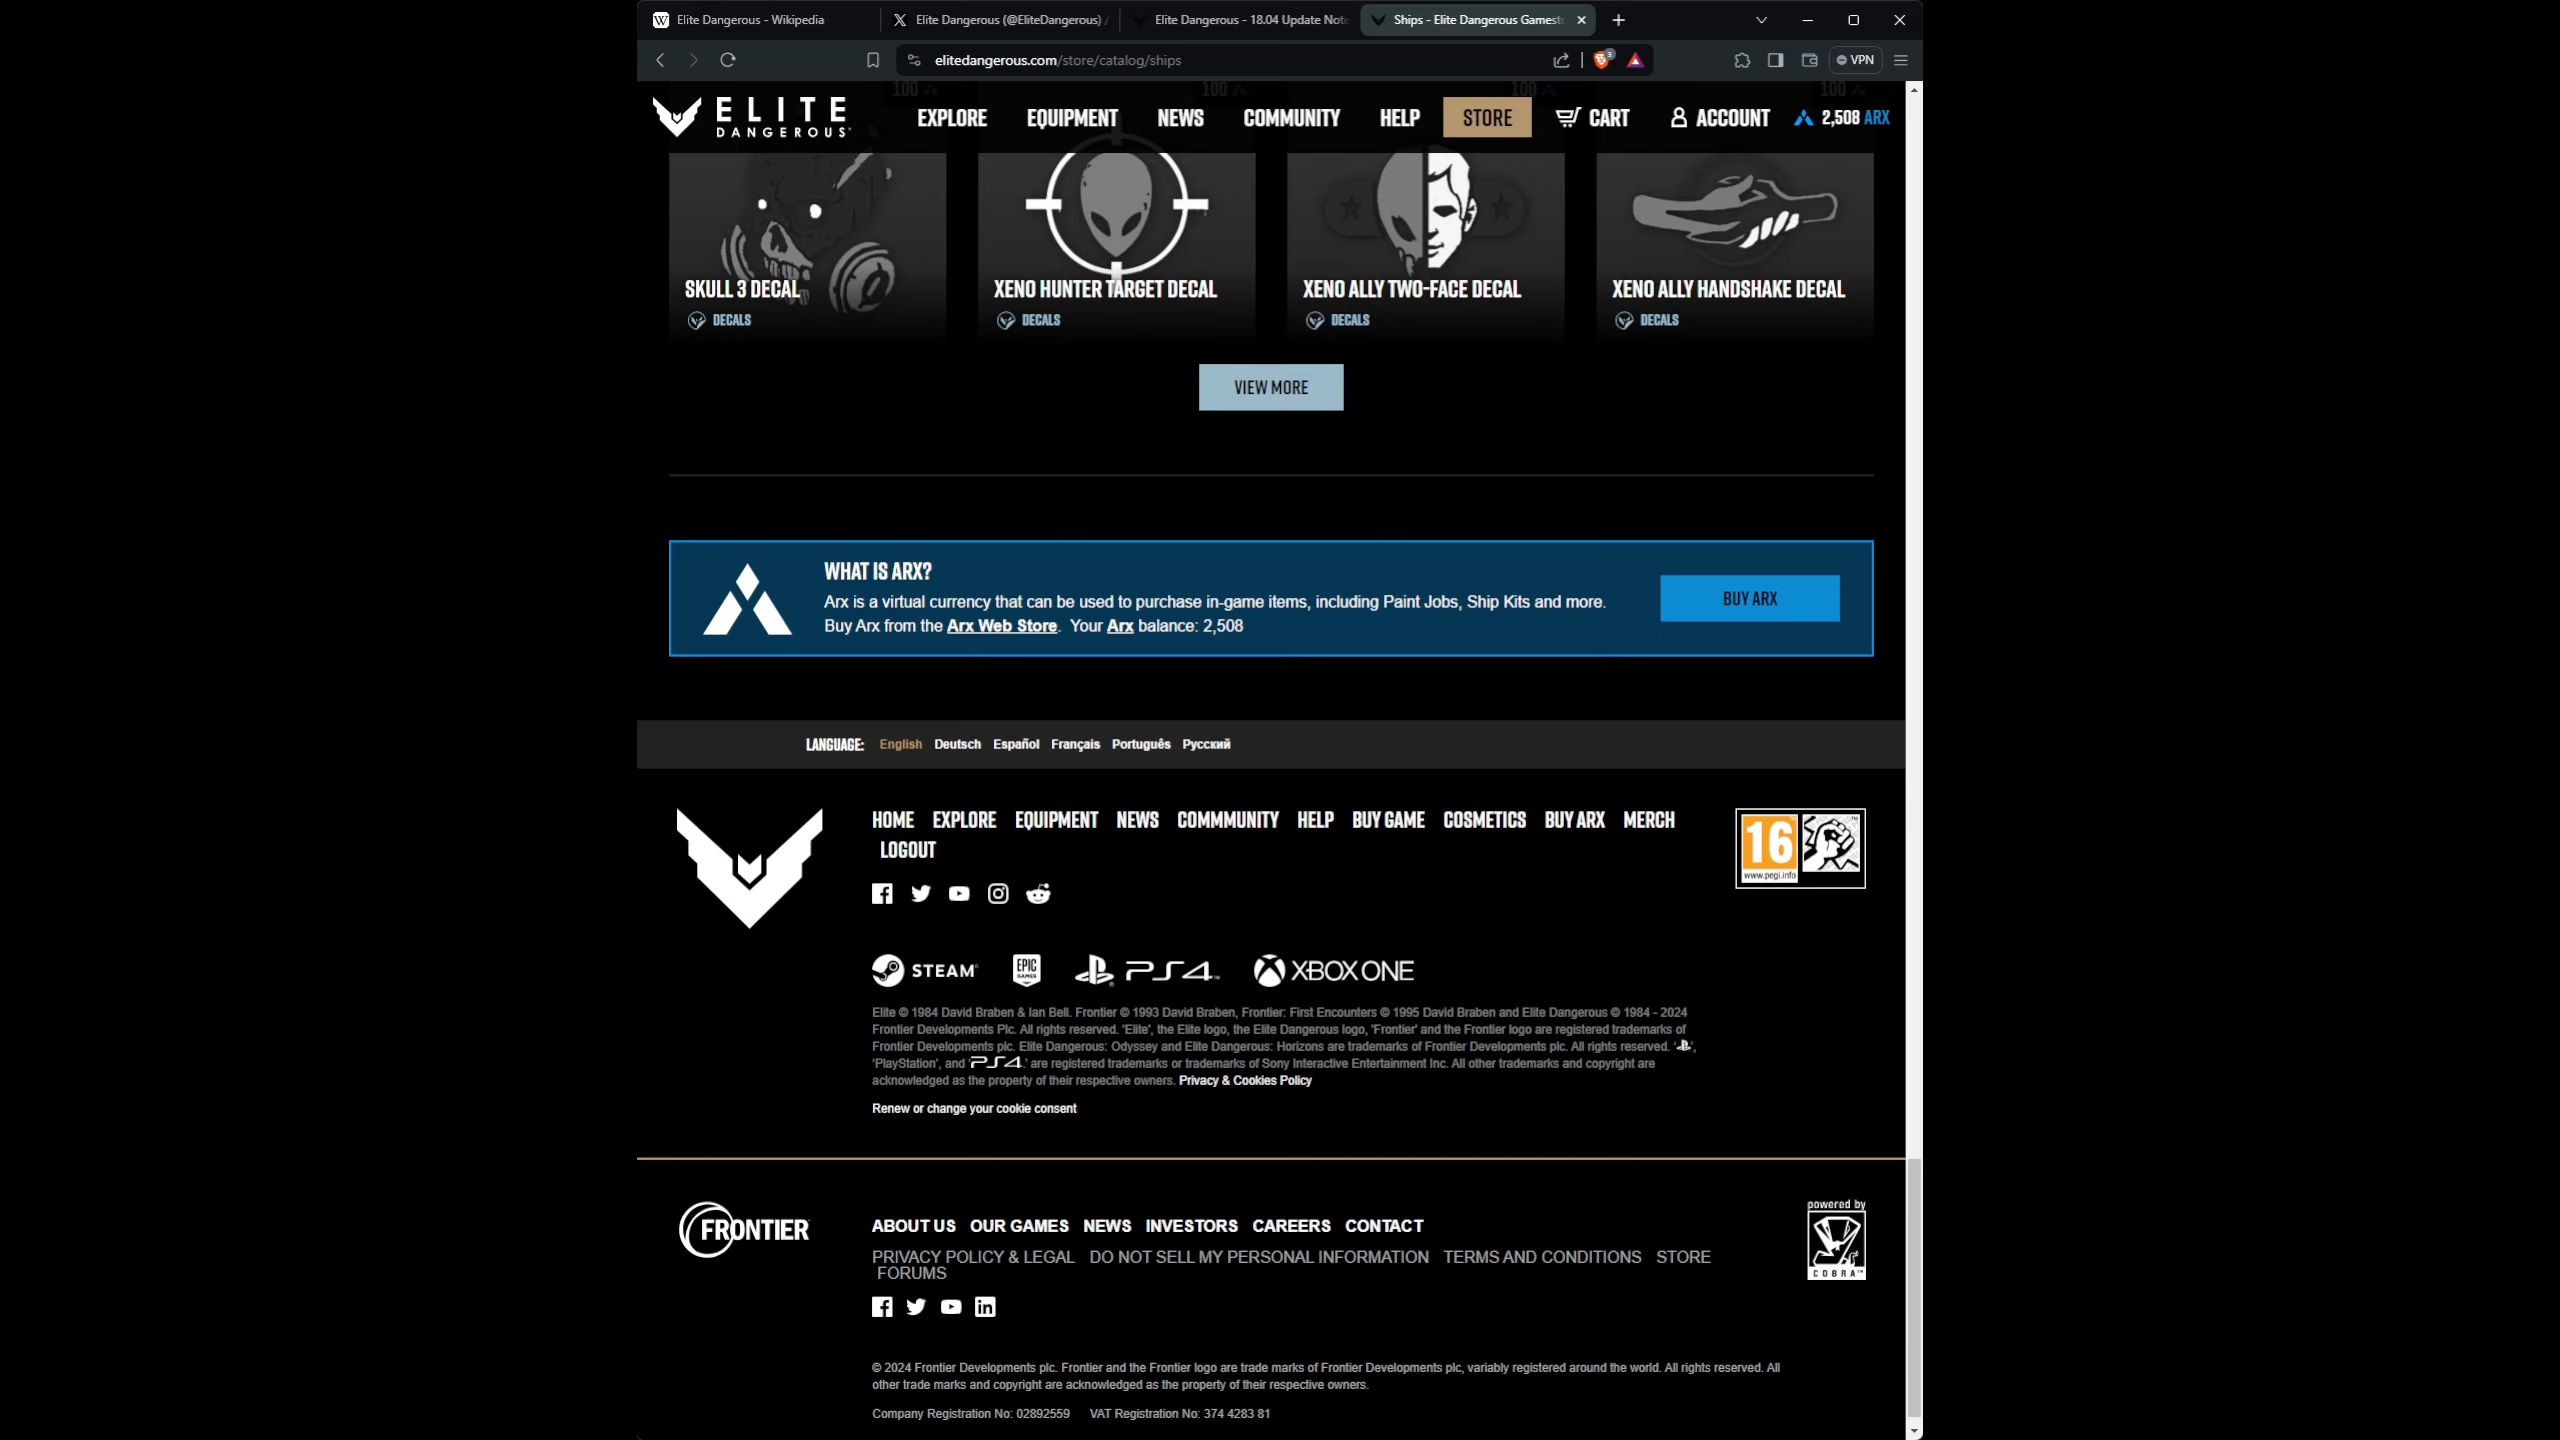 Elite Dangerous - Wikipedia
Elite Dangerous (@EliteDangerous) /
Elite Dangerous - 18.04 Update Note
Ships - Elite Dangerous Gamesto
elitedangerous.com/store/catalog/ships
3
VPN
100
100
100
100
ELITE
DANGEROUS
EXPLORE
EQUIPMENT
NEWS
COMMUNITY
HELP
STORE
CART
ACCOUNT
2,508 ARX
SKULL 3 DECAL
DECALS
XENO HUNTER TARGET DECAL
DECALS
XENO ALLY TWO-FACE DECAL
DECALS
XENO ALLY HANDSHAKE DECAL
DECALS
VIEW MORE
WHAT IS ARX?
Arx is a virtual currency that can be used to purchase in-game items, including Paint Jobs, Ship Kits and more.
Buy Arx from the Arx Web Store. Your Arx balance: 2,508
BUY ARX
LANGUAGE: English Deutsch Español Français Português Русский
HOME EXPLORE EQUIPMENT NEWS COMMMUNITY HELP BUY GAME COSMETICS BUY ARX MERCH
LOGOUT
16
www.pegi.info
STEAM
EPIC GAMES
PS4
XBOX ONE
Elite © 1984 David Braben & Ian Bell. Frontier © 1993 David Braben, Frontier: First Encounters © 1995 David Braben and Elite Dangerous © 1984 - 2024
Frontier Developments Plc. All rights reserved. 'Elite', the Elite logo, the Elite Dangerous logo, 'Frontier' and the Frontier logo are registered trademarks of
Frontier Developments plc. Elite Dangerous: Odyssey and Elite Dangerous: Horizons are trademarks of Frontier Developments plc. All rights reserved. '',
'PlayStation', and 'PS4' are registered trademarks or trademarks of Sony Interactive Entertainment Inc. All other trademarks and copyright are
acknowledged as the property of their respective owners. Privacy & Cookies Policy
Renew or change your cookie consent
FRONTIER
ABOUT US OUR GAMES NEWS INVESTORS CAREERS CONTACT
PRIVACY POLICY & LEGAL DO NOT SELL MY PERSONAL INFORMATION TERMS AND CONDITIONS STORE
FORUMS
powered by
COBRA™
© 2024 Frontier Developments plc. Frontier and the Frontier logo are trade marks of Frontier Developments plc, variably registered around the world. All rights reserved. All
other trade marks and copyright are acknowledged as the property of their respective owners.
Company Registration No: 02892559 VAT Registration No: 374 4283 81